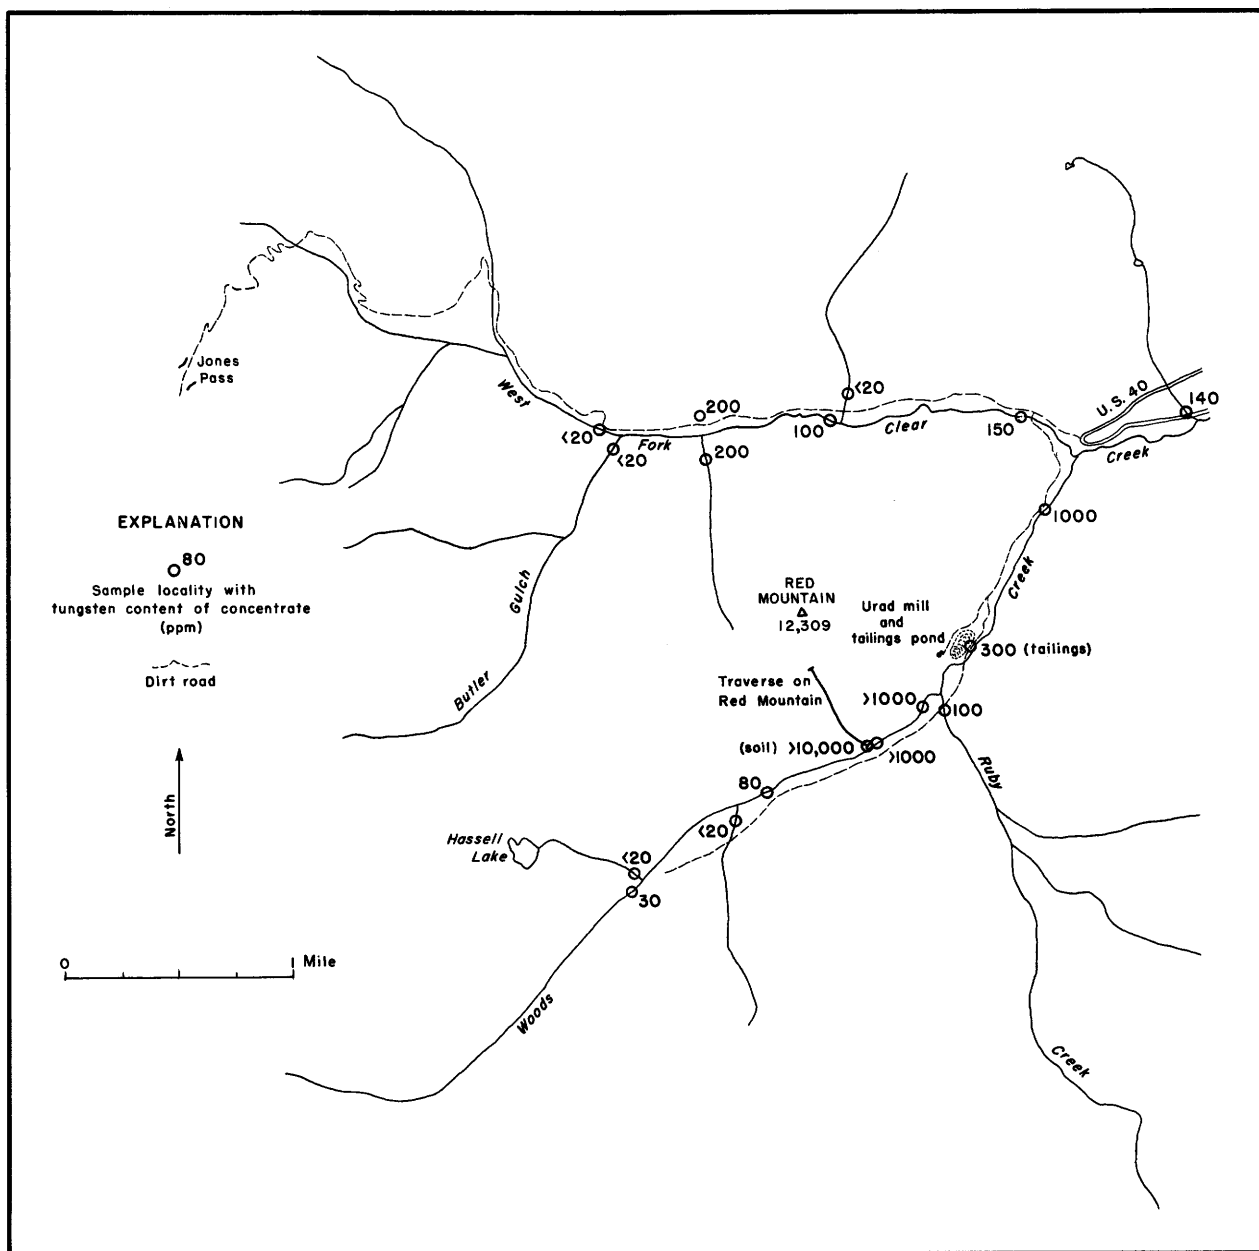 Jones
Pass
West
Fork
Clear
Creek
U.S. 40
<20
140
200
100
150
<20
<20
200
1000
EXPLANATION
80
Sample locality with
tungsten content of concentrate
(ppm)
Dirt road
North
0
1 Mile
Gulch
Butler
RED
MOUNTAIN
12,309
Urad mill
and
tailings pond
Creek
300 (tailings)
Traverse on
Red Mountain
>1000
100
(soil) >10,000
>1000
80
Ruby
<20
Hassell
Lake
<20
30
Woods
Creek